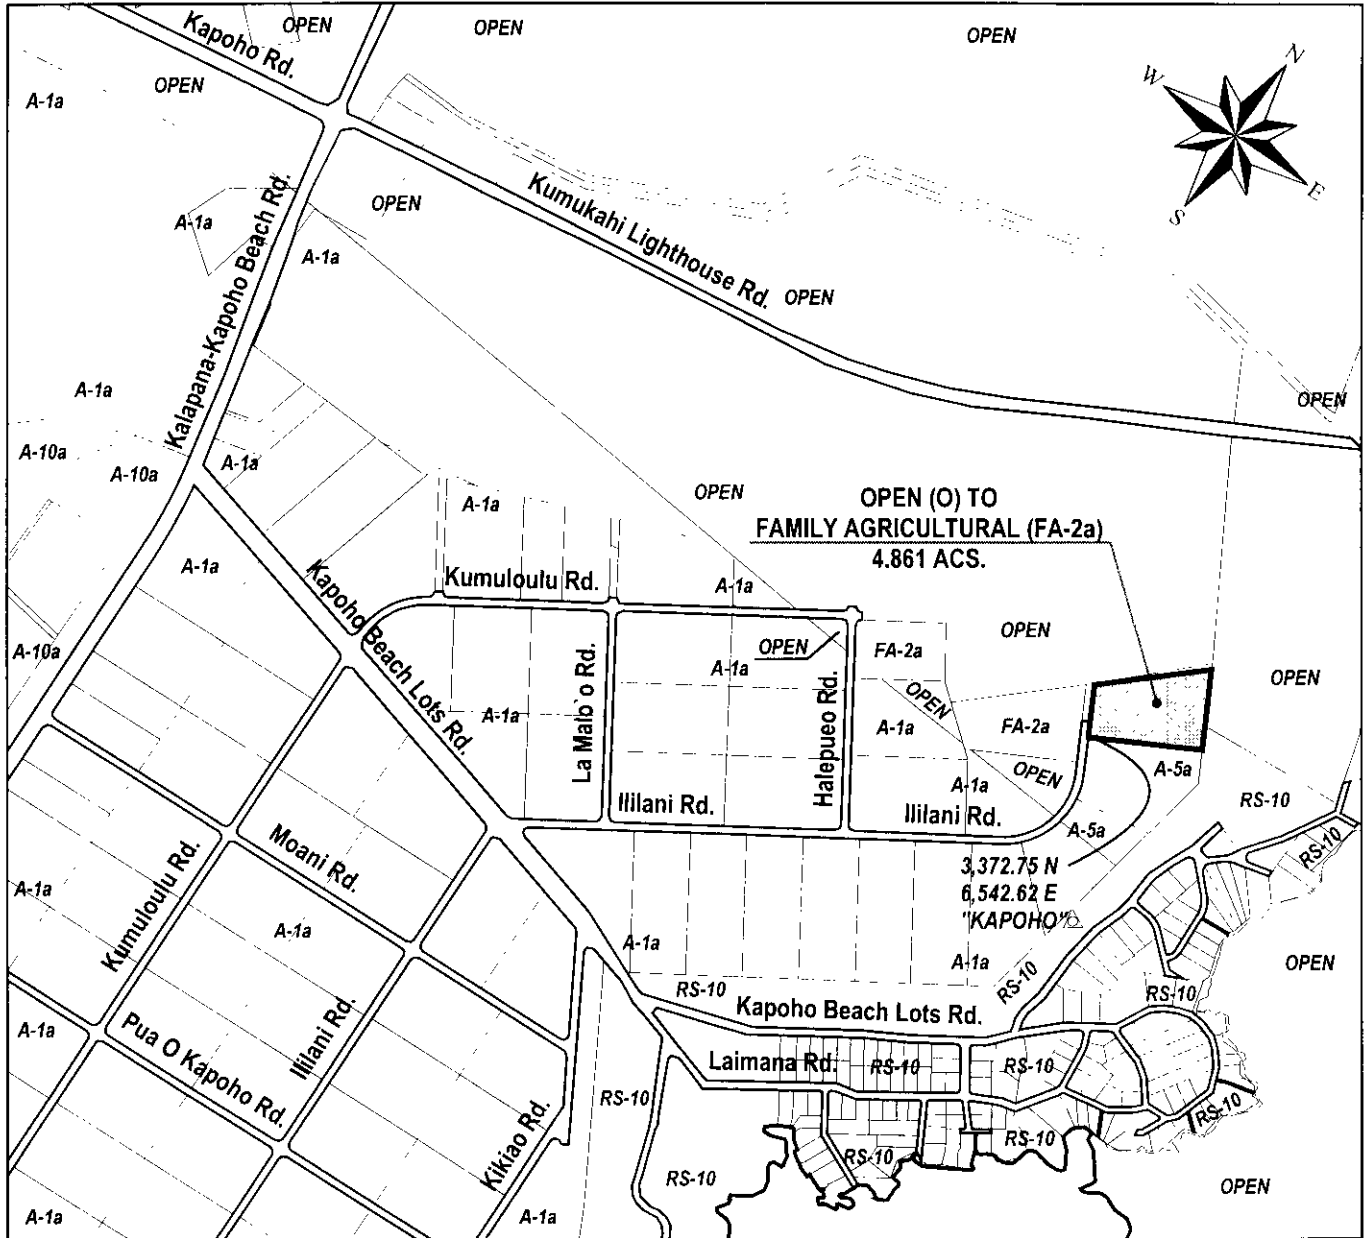 Kapoho Rd.
OPEN
OPEN
OPEN
N
W
E
S
A-1a
OPEN
Kalapana-Kapoho Beach Rd.
A-1a
OPEN
A-1a
Kumukahi Lighthouse Rd.
OPEN
A-1a
OPEN
A-10a
A-10a
A-1a
A-1a
OPEN
OPEN (O) TO
FAMILY AGRICULTURAL (FA-2a)
4.861 ACS.
A-1a
Kapoho Beach Lots Rd.
Kumuloulu Rd.
A-1a
A-10a
OPEN
A-1a
FA-2a
OPEN
OPEN
OPEN
A-1a
La Malo`o Rd.
Halepueo Rd.
A-1a
FA-2a
OPEN
A-5a
A-1a
Ililani Rd.
Ililani Rd.
A-5a
RS-10
RS-10
3,372.75 N
6,542.62 E
"KAPOHO"
Moani Rd.
Kumuloulu Rd.
A-1a
A-1a
A-1a
A-1a
RS-10
RS-10
RS-10
OPEN
Kapoho Beach Lots Rd.
A-1a
Pua O Kapoho Rd.
Ililani Rd.
Laimana Rd.
RS-10
RS-10
RS-10
RS-10
Kikiao Rd.
RS-10
RS-10
RS-10
OPEN
A-1a
A-1a